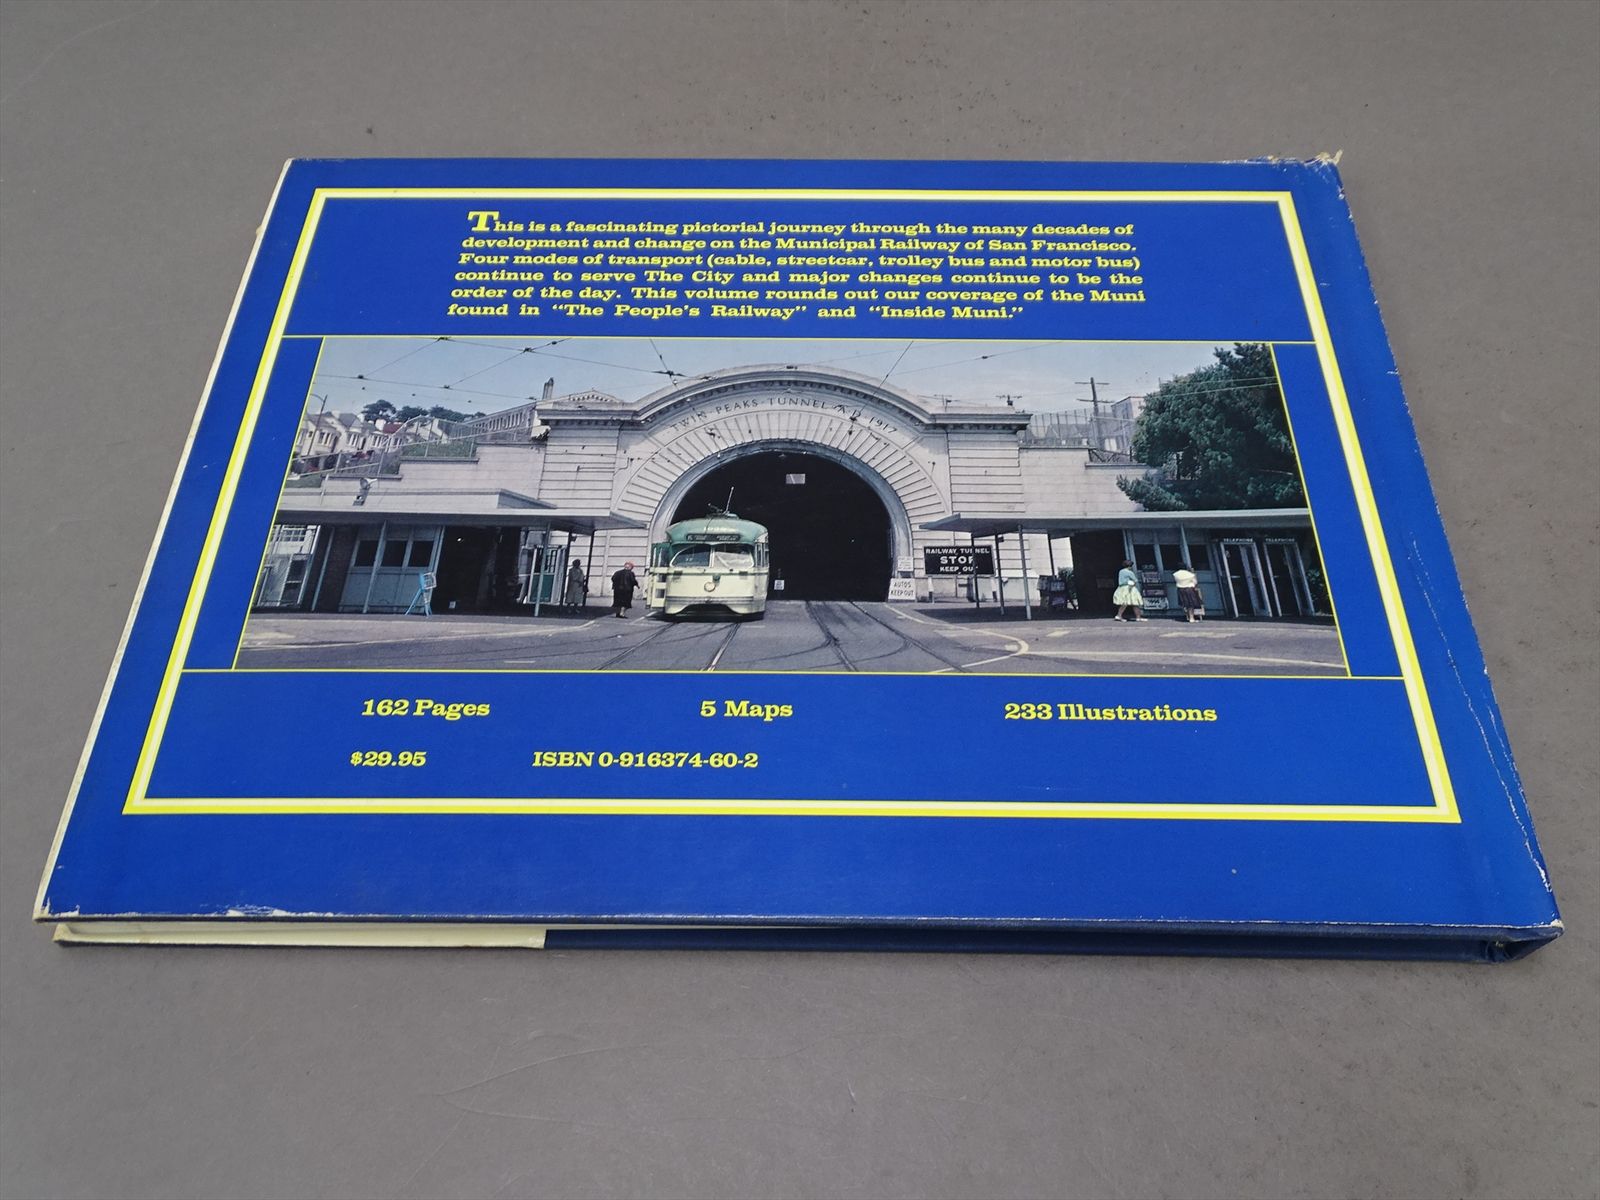 This is a fascinating pictorial journey through the many decades of
development and change on the Municipal Railway of San Francisco.
Four modes of transport (cable, streetcar, trolley bus and motor bus)
continue to serve The City and major changes continue to be the
order of the day. This volume rounds out our coverage of the Muni
found in “The People’s Railway” and “Inside Muni.”
TWIN PEAKS TUNNEL A.D. 1917
RAILWAY TUNNEL
STOP
KEEP OUT
AUTOS
KEEP OUT
TELEPHONE TELEPHONE
162 Pages 5 Maps 233 Illustrations
$29.95 ISBN 0-916374-60-2